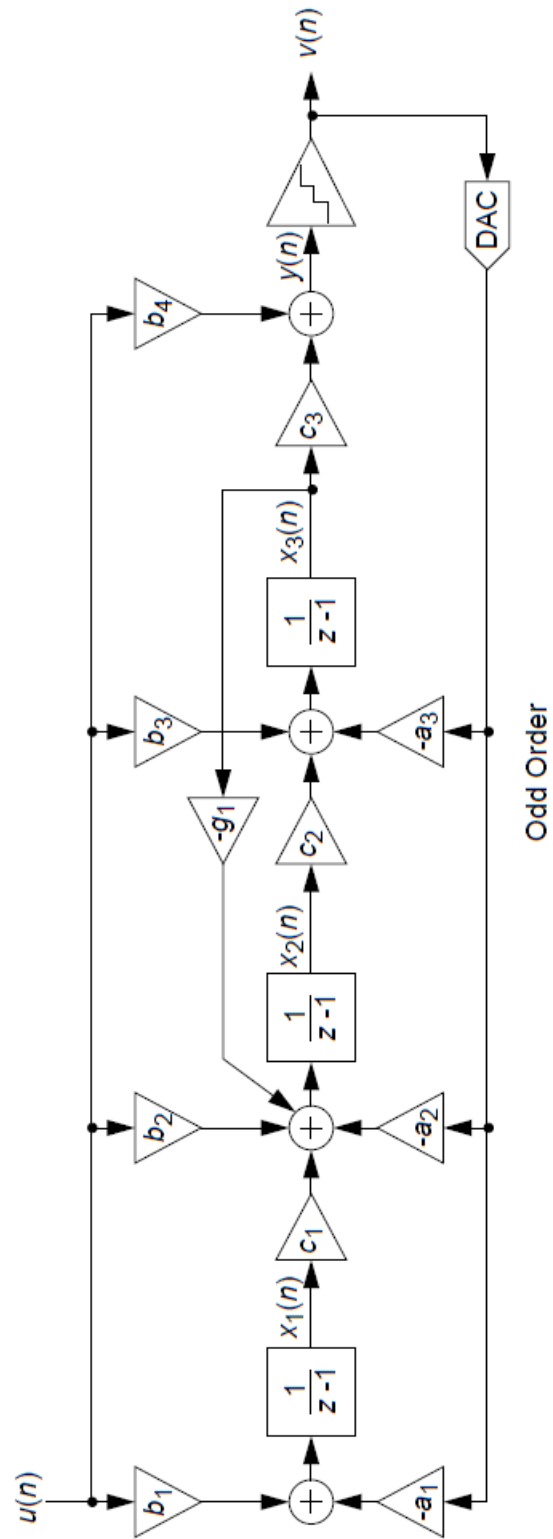 u(n)
b1
b2
b3
b4
-g1
x1(n)
x2(n)
x3(n)
y(n)
v(n)
1
z -1
c1
1
z -1
c2
1
z -1
c3
-a1
-a2
-a3
DAC
Odd Order